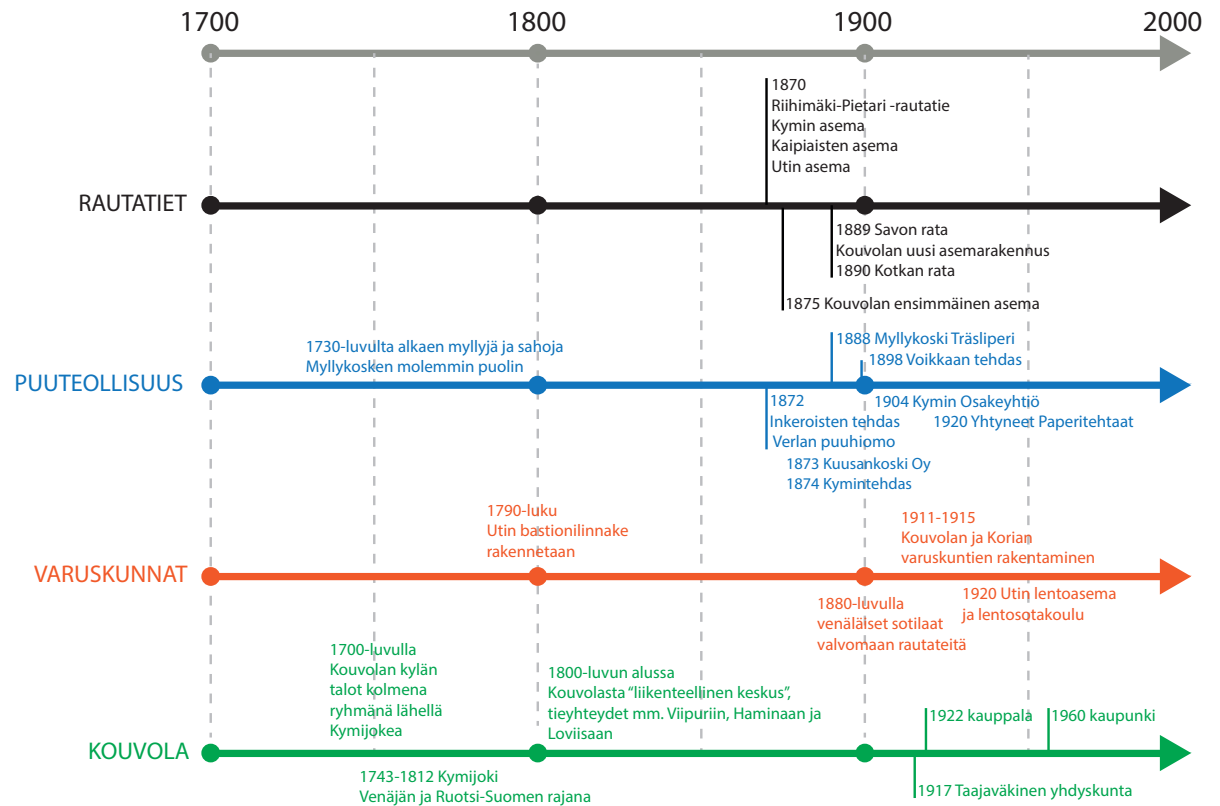 1700 1800 1900 2000
1870
Riihimäki-Pietari -rautatie
Kymin asema
Kaipiaisten asema
Utin asema
RAUTATIET
1889 Savon rata
Kouvolan uusi asemarakennus
1890 Kotkan rata
1875 Kouvolan ensimmäinen asema
1730-luvulta alkaen myllyjä ja sahoja
Myllykosken molemmin puolin
1888 Myllykoski Träsliperi
1898 Voikkaan tehdas
PUUTEOLLISUUS
1872
Inkeroisten tehdas
Verlan puuhiomo
1873 Kuusankoski Oy
1874 Kymintehdas
1904 Kymin Osakeyhtiö
1920 Yhtyneet Paperitehtaat
1790-luku
Utin bastionilinnake
rakennetaan
1911-1915
Kouvolan ja Korian
varuskuntien rakentaminen
VARUSKUNNAT
1880-luvulla
venäläiset sotilaat
valvomaan rautateitä
1920 Utin lentoasema
ja lentosotakoulu
1700-luvulla
Kouvolan kylän
talot kolmena
ryhmänä lähellä
Kymijokea
1800-luvun alussa
Kouvolasta “liikenteellinen keskus”,
tieyhteydet mm. Viipuriin, Haminaan ja
Loviisaan
1922 kauppala
1960 kaupunki
KOUVOLA
1743-1812 Kymijoki
Venäjän ja Ruotsi-Suomen rajana
1917 Taajaväkinen yhdyskunta